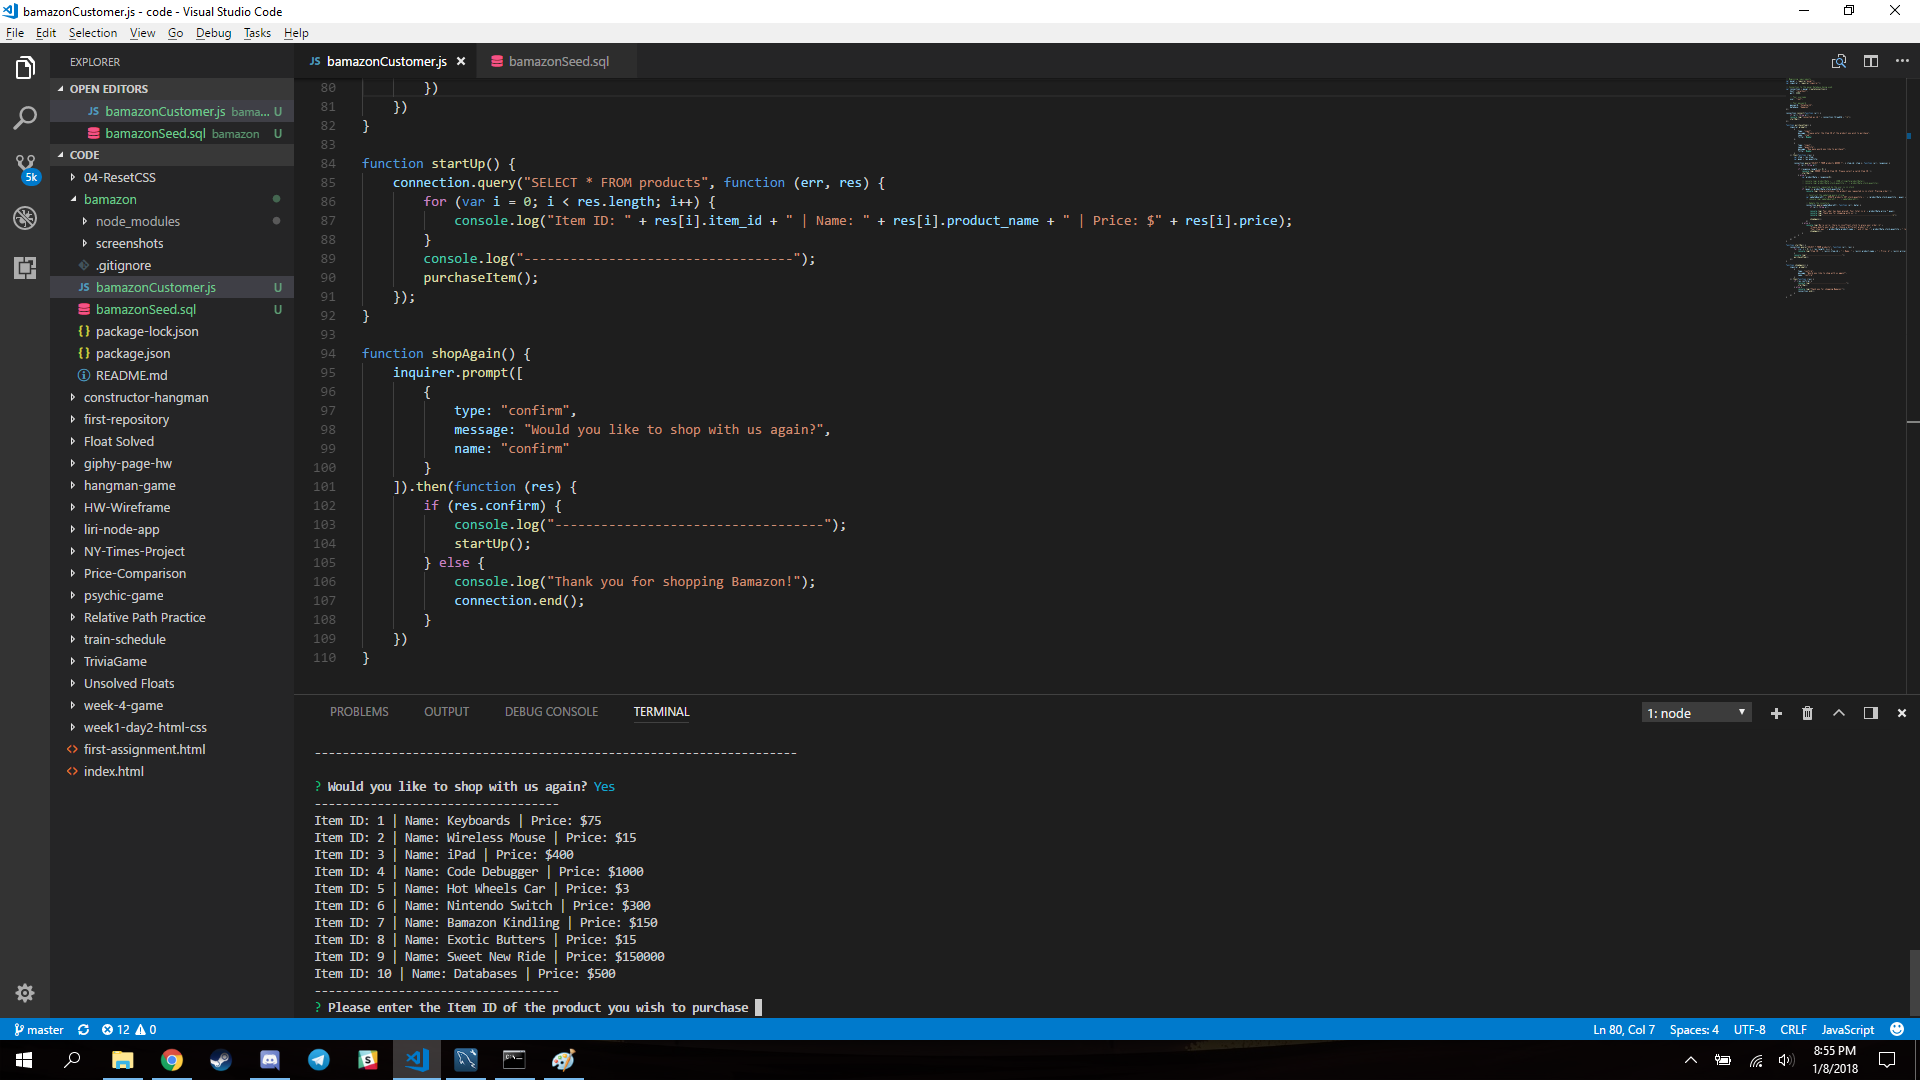 bamazonCustomer.js - code - Visual Studio Code
File Edit Selection View Go Debug Tasks Help
EXPLORER
OPEN EDITORS
JS bamazonCustomer.js bama... U
bamazonSeed.sql bamazon U
CODE
04-ResetCSS
bamazon
node_modules
screenshots
.gitignore
JS bamazonCustomer.js U
bamazonSeed.sql U
{} package-lock.json
{} package.json
README.md
constructor-hangman
first-repository
Float Solved
giphy-page-hw
hangman-game
HW-Wireframe
liri-node-app
NY-Times-Project
Price-Comparison
psychic-game
Relative Path Practice
train-schedule
TriviaGame
Unsolved Floats
week-4-game
week1-day2-html-css
<> first-assignment.html
<> index.html
5k
JS bamazonCustomer.js × bamazonSeed.sql
80 })
81 })
82 }
83
84 function startUp() {
85 connection.query("SELECT * FROM products", function (err, res) {
86 for (var i = 0; i < res.length; i++) {
87 console.log("Item ID: " + res[i].item_id + " | Name: " + res[i].product_name + " | Price: $" + res[i].price);
88 }
89 console.log("-----------------------------------");
90 purchaseItem();
91 });
92 }
93
94 function shopAgain() {
95 inquirer.prompt([
96 {
97 type: "confirm",
98 message: "Would you like to shop with us again?",
99 name: "confirm"
100 }
101 ]).then(function (res) {
102 if (res.confirm) {
103 console.log("-----------------------------------");
104 startUp();
105 } else {
106 console.log("Thank you for shopping Bamazon!");
107 connection.end();
108 }
109 })
110 }
PROBLEMS OUTPUT DEBUG CONSOLE TERMINAL
1: node
---------------------------------------------------------------------
? Would you like to shop with us again? Yes
-----------------------------------
Item ID: 1 | Name: Keyboards | Price: $75
Item ID: 2 | Name: Wireless Mouse | Price: $15
Item ID: 3 | Name: iPad | Price: $400
Item ID: 4 | Name: Code Debugger | Price: $1000
Item ID: 5 | Name: Hot Wheels Car | Price: $3
Item ID: 6 | Name: Nintendo Switch | Price: $300
Item ID: 7 | Name: Bamazon Kindling | Price: $150
Item ID: 8 | Name: Exotic Butters | Price: $15
Item ID: 9 | Name: Sweet New Ride | Price: $150000
Item ID: 10 | Name: Databases | Price: $500
-----------------------------------
? Please enter the Item ID of the product you wish to purchase
master 12 0
Ln 80, Col 7 Spaces: 4 UTF-8 CRLF JavaScript
8:55 PM
1/8/2018